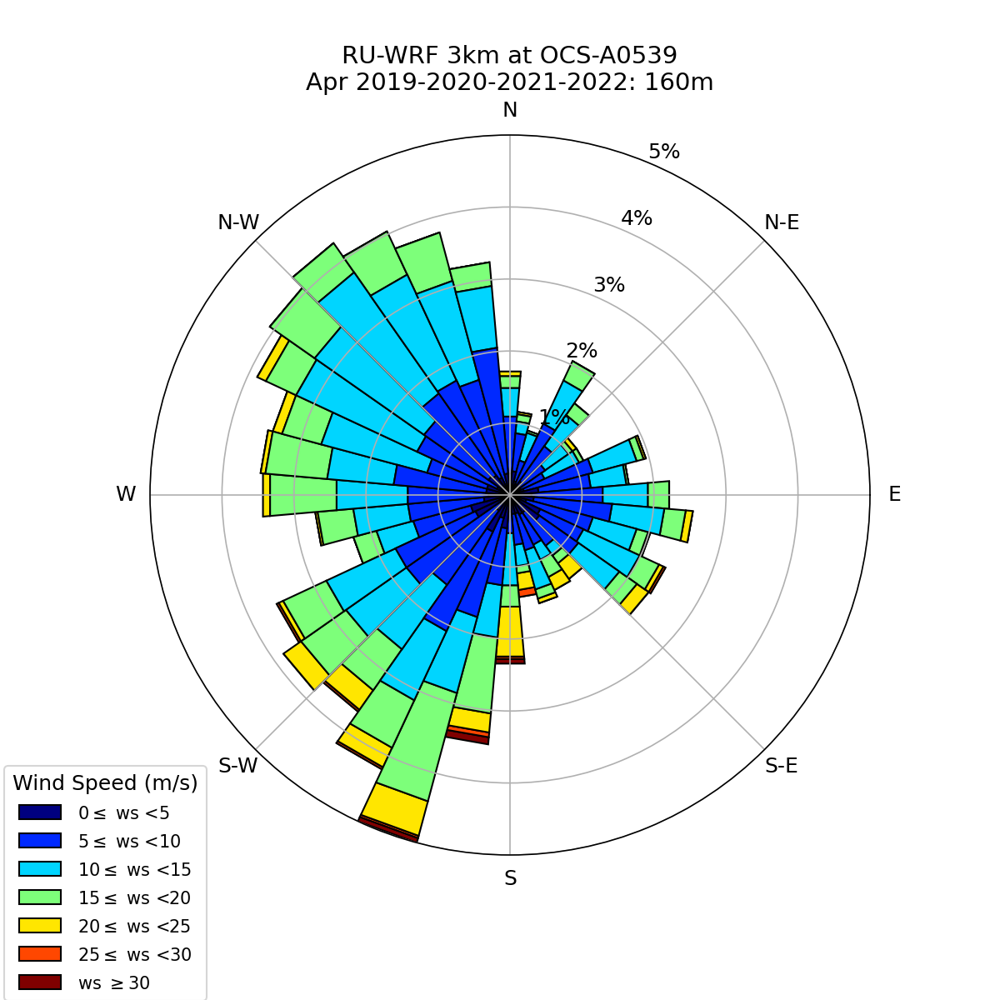 RU-WRF 3km at OCS-A0539
Apr 2019-2020-2021-2022: 160m
N
5%
N-W
4%
N-E
3%
2%
1%
W
E
S-W
S-E
S
Wind Speed (m/s)
0 ≤ ws <5
5 ≤ ws <10
10 ≤ ws <15
15 ≤ ws <20
20 ≤ ws <25
25 ≤ ws <30
ws ≥ 30